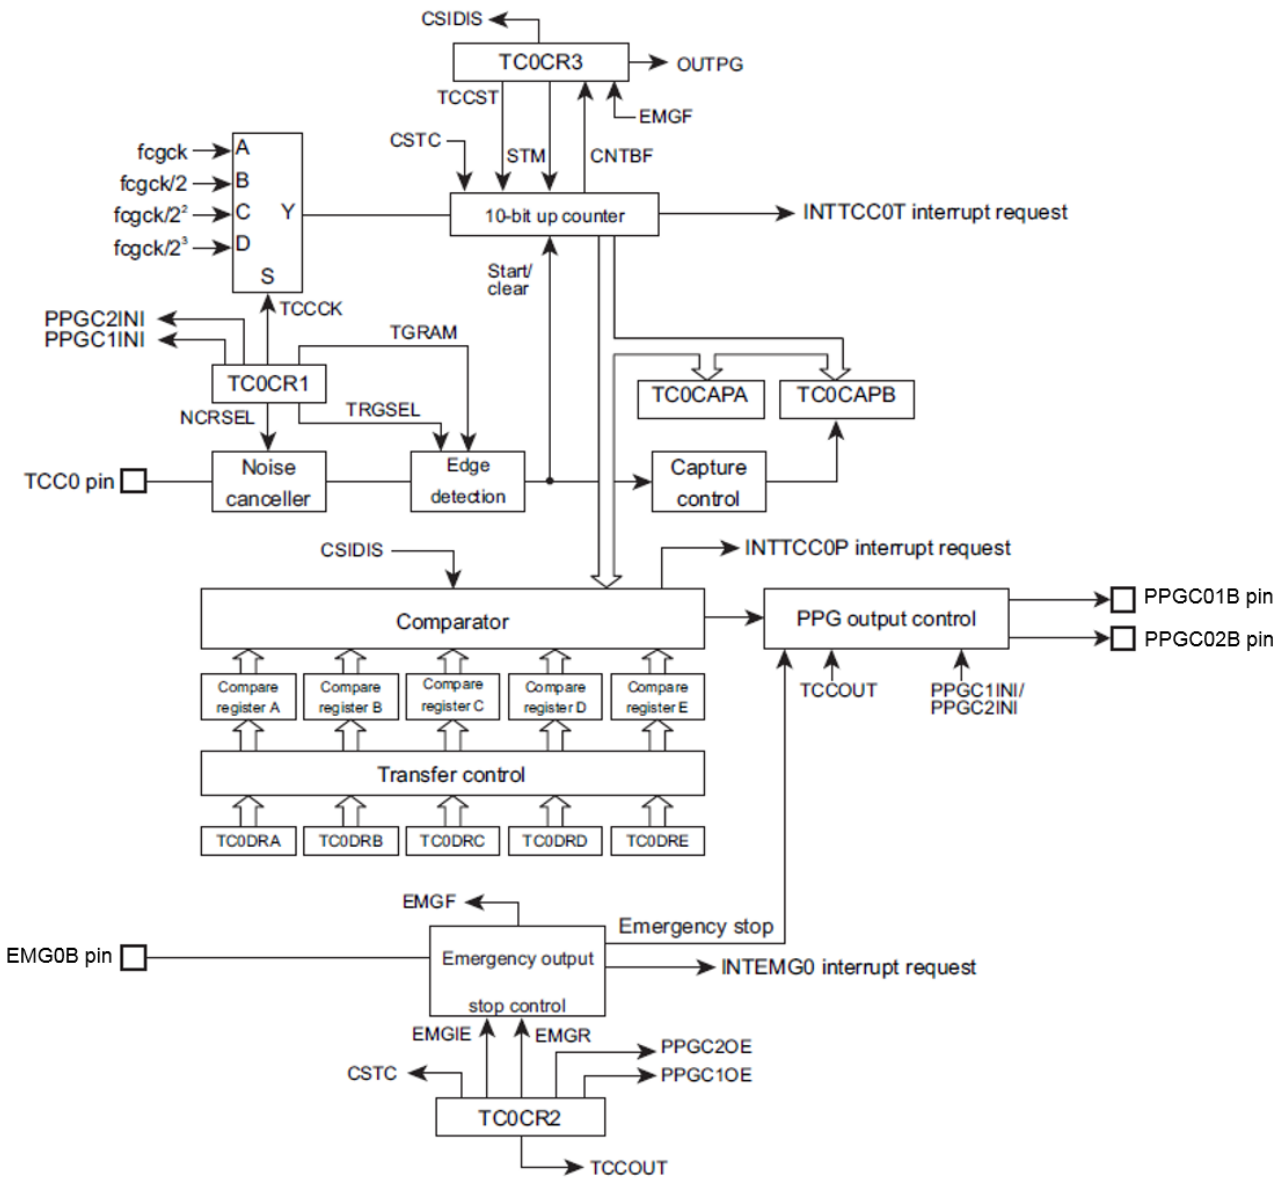 CSIDIS
TC0CR3
OUTPG
TCCST
EMGF
CSTC
STM
CNTBF
fcgck
A
fcgck/2
B
fcgck/2²
C
Y
fcgck/2³
D
S
10-bit up counter
INTTCC0T interrupt request
Start/
clear
TCCCK
PPGC2INI
PPGC1INI
TGRAM
TC0CR1
TC0CAPA
TC0CAPB
NCRSEL
TRGSEL
TCC0 pin
Noise
canceller
Edge
detection
Capture
control
CSIDIS
INTTCC0P interrupt request
Comparator
PPG output control
PPGC01B pin
PPGC02B pin
Compare
register A
Compare
register B
Compare
register C
Compare
register D
Compare
register E
TCCOUT
PPGC1INI/
PPGC2INI
Transfer control
TC0DRA
TC0DRB
TC0DRC
TC0DRD
TC0DRE
EMGF
Emergency stop
EMG0B pin
Emergency output
stop control
INTEMG0 interrupt request
EMGIE
EMGR
PPGC2OE
CSTC
PPGC1OE
TC0CR2
TCCOUT